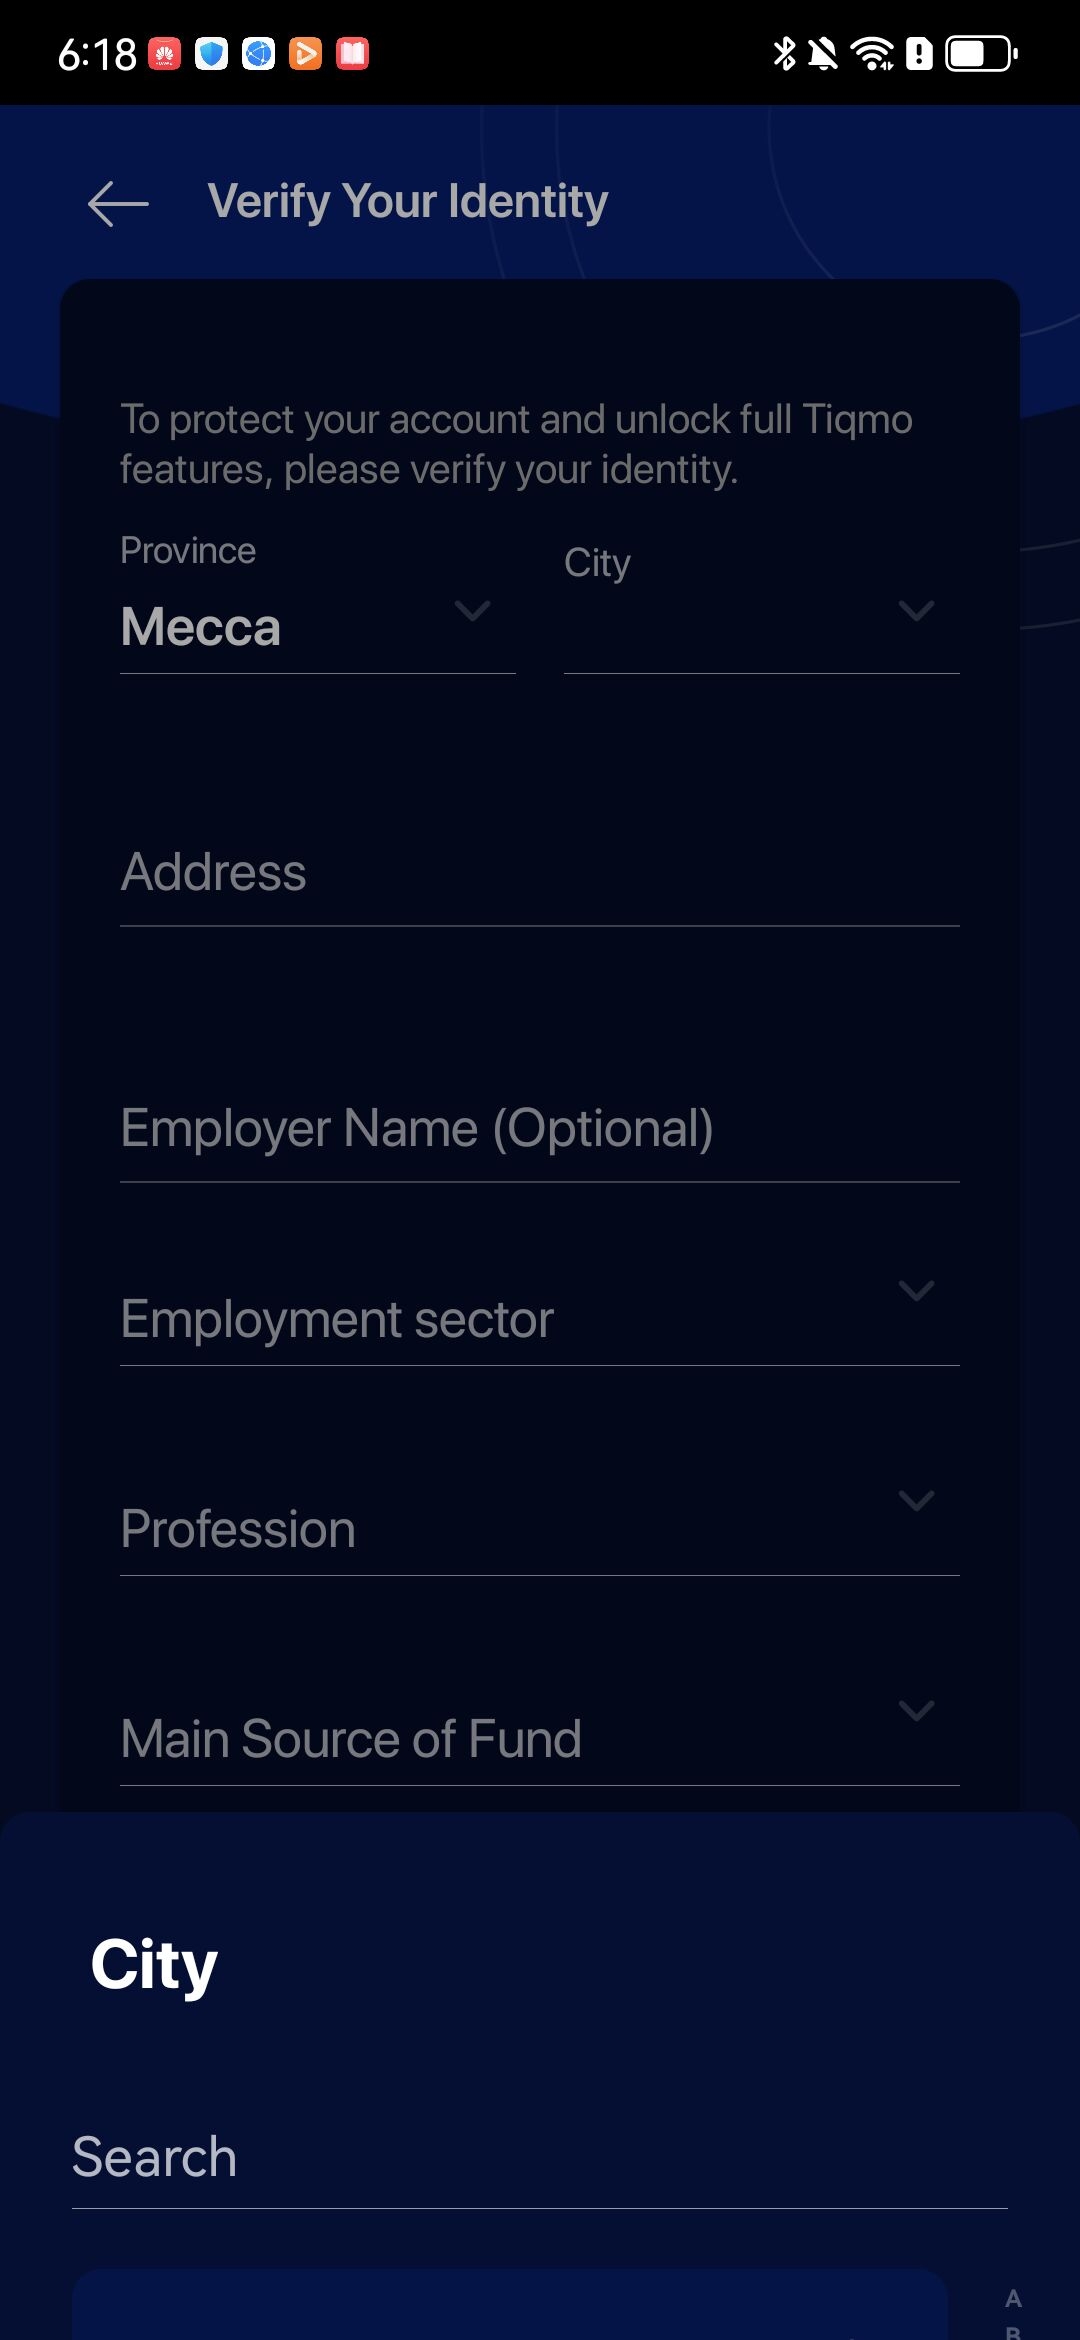 6:18
Verify Your Identity
To protect your account and unlock full Tiqmo
features, please verify your identity.
Province
City
Mecca
Address
Employer Name (Optional)
Employment sector
Profession
Main Source of Fund
City
Search
A
B